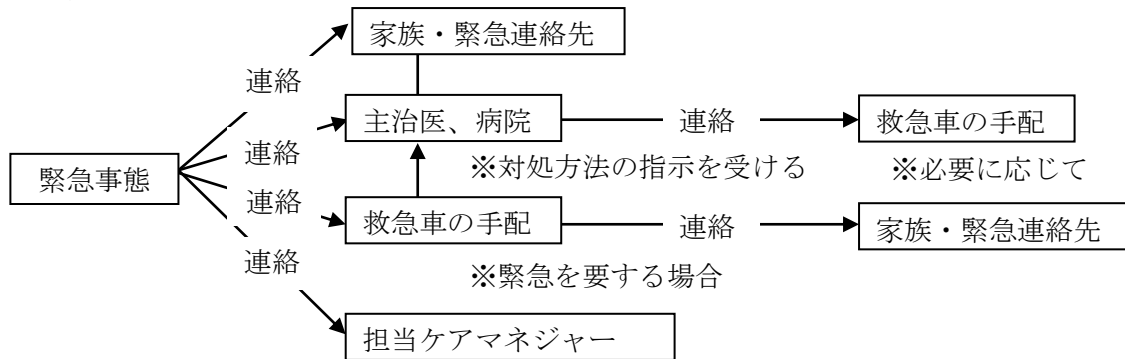 家族・緊急連絡先
連絡
主治医、病院
連絡
救急車の手配
連絡
※対処方法の指示を受ける
※必要に応じて
緊急事態
連絡
救急車の手配
連絡
家族・緊急連絡先
連絡
※緊急を要する場合
担当ケアマネジャー